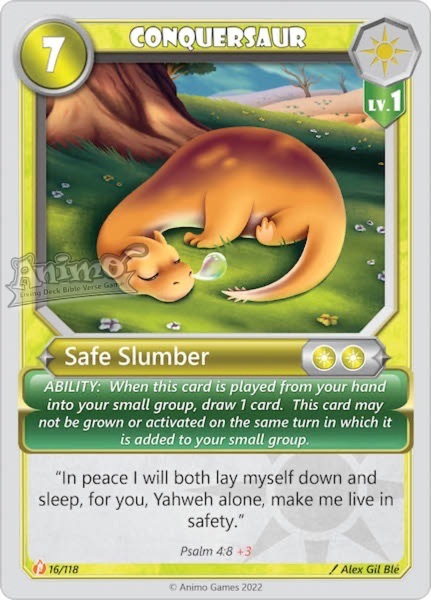 7
CONQUERSAUR
LV.1
Animo
Living Deck Bible Verse Game
Safe Slumber
ABILITY: When this card is played from your hand
into your small group, draw 1 card. This card may
not be grown or activated on the same turn in which it
is added to your small group.
“In peace I will both lay myself down and
sleep, for you, Yahweh alone, make me live in
safety.”
Psalm 4:8 +3
16/118
Alex Gil Blé
© Animo Games 2022